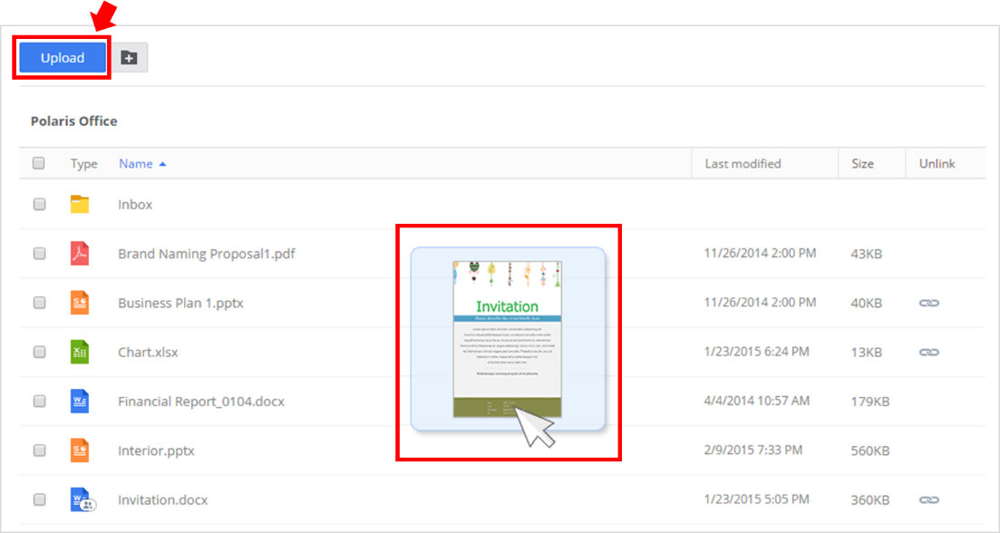 Upload
Polaris Office
Type Name Last modified Size Unlink
Inbox
Brand Naming Proposal1.pdf 11/26/2014 2:00 PM 43KB
Business Plan 1.pptx 11/26/2014 2:00 PM 40KB
Chart.xlsx 1/23/2015 6:24 PM 13KB
Financial Report_0104.docx 4/4/2014 10:57 AM 179KB
Interior.pptx 2/9/2015 7:33 PM 560KB
Invitation.docx 1/23/2015 5:05 PM 360KB
Invitation